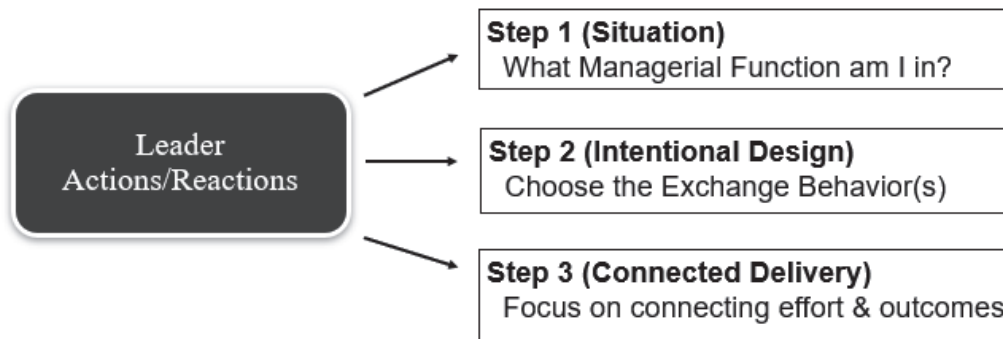 Leader
Actions/Reactions
Step 1 (Situation)
What Managerial Function am I in?
Step 2 (Intentional Design)
Choose the Exchange Behavior(s)
Step 3 (Connected Delivery)
Focus on connecting effort & outcomes